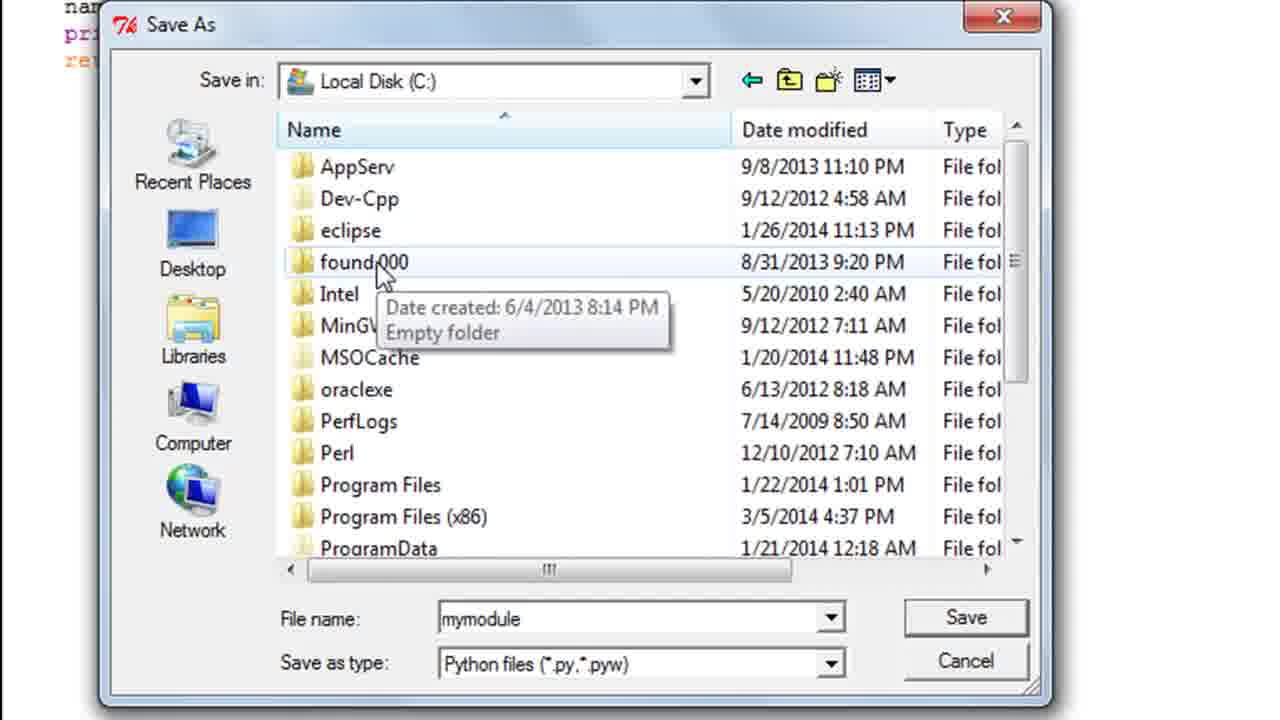 nam
Save As
pri
ret
Save in: Local Disk (C:)
Name Date modified Type
AppServ 9/8/2013 11:10 PM File fol
Dev-Cpp 9/12/2012 4:58 AM File fol
eclipse 1/26/2014 11:13 PM File fol
found.000 8/31/2013 9:20 PM File fol
Intel 5/20/2010 2:40 AM File fol
Date created: 6/4/2013 8:14 PM
MinGW 9/12/2012 7:11 AM File fol
Empty folder
MSOCache 1/20/2014 11:48 PM File fol
oraclexe 6/13/2012 8:18 AM File fol
PerfLogs 7/14/2009 8:50 AM File fol
Perl 12/10/2012 7:10 AM File fol
Program Files 1/22/2014 1:01 PM File fol
Program Files (x86) 3/5/2014 4:37 PM File fol
ProgramData 1/21/2014 12:18 AM File fol
Recent Places
Desktop
Libraries
Computer
Network
File name: mymodule Save
Save as type: Python files (*.py,*.pyw) Cancel